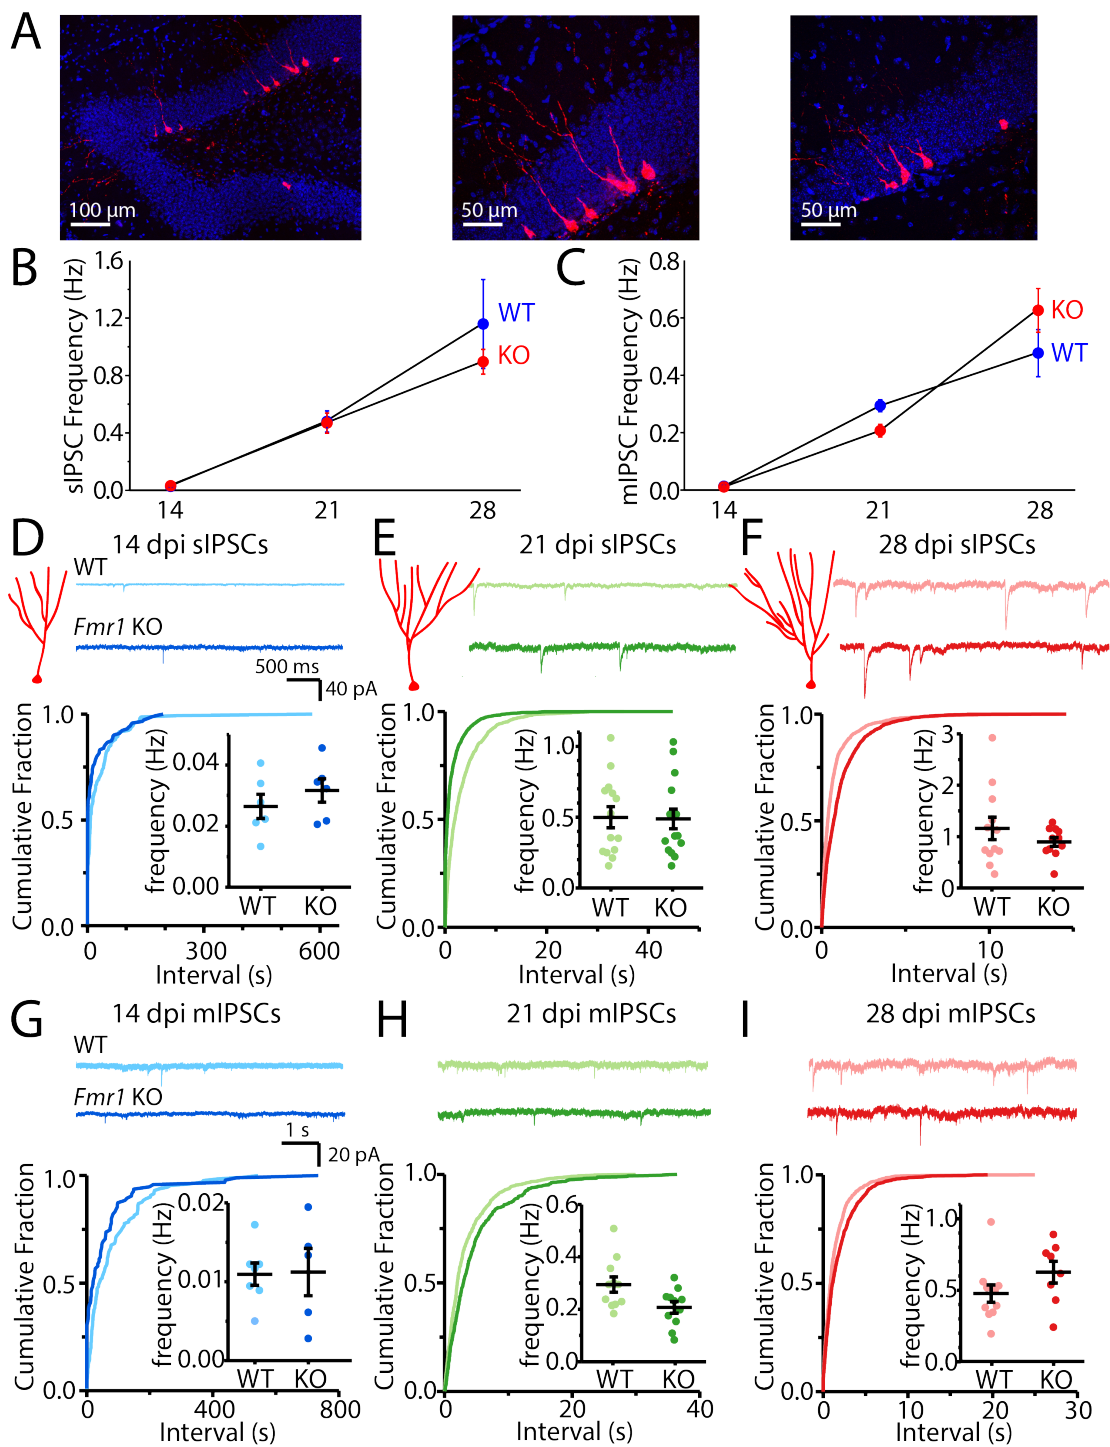 A
100 µm
50 µm
50 µm
B
sIPSC Frequency (Hz)
1.6
1.2
0.8
0.4
0.0
14
21
28
WT
KO
C
mIPSC Frequency (Hz)
0.8
0.6
0.4
0.2
0.0
14
21
28
KO
WT
D
14 dpi sIPSCs
WT
Fmr1 KO
500 ms
40 pA
Cumulative Fraction
1.0
0.5
0.0
0
300
600
Interval (s)
frequency (Hz)
0.04
0.02
0.00
WT
KO
E
21 dpi sIPSCs
Cumulative Fraction
1.0
0.5
0.0
0
20
40
Interval (s)
frequency (Hz)
1.0
0.5
0.0
WT
KO
F
28 dpi sIPSCs
Cumulative Fraction
1.0
0.5
0.0
0
10
Interval (s)
frequency (Hz)
3
2
1
0
WT
KO
G
14 dpi mIPSCs
WT
Fmr1 KO
1 s
20 pA
Cumulative Fraction
1.0
0.5
0.0
0
400
800
Interval (s)
frequency (Hz)
0.02
0.01
0.00
WT
KO
H
21 dpi mIPSCs
Cumulative Fraction
1.0
0.5
0.0
0
20
40
Interval (s)
frequency (Hz)
0.6
0.4
0.2
0.0
WT
KO
I
28 dpi mIPSCs
Cumulative Fraction
1.0
0.5
0.0
0
10
20
30
Interval (s)
frequency (Hz)
1.0
0.5
0.0
WT
KO